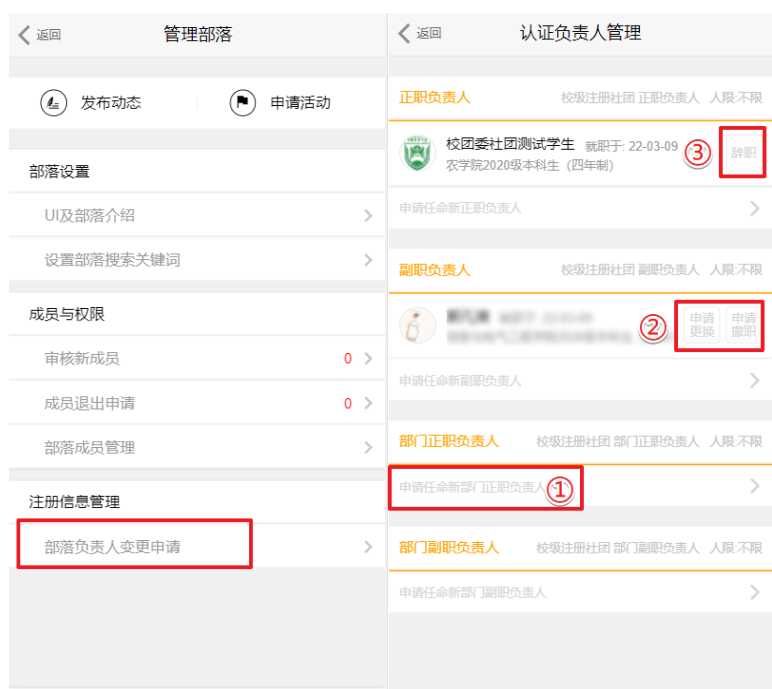 返回
管理部落
发布动态
申请活动
部落设置
UI及部落介绍
设置部落搜索关键词
成员与权限
审核新成员 0
成员退出申请 0
部落成员管理
注册信息管理
部落负责人变更申请
返回
认证负责人管理
正职负责人 校级注册社团 正职负责人 人限:不限
校团委社团测试学生 就职于: 22-03-09
③
辞职
农学院2020级本科生（四年制）
申请任命新正职负责人
副职负责人 校级注册社团 副职负责人 人限:不限
②
申请更换
申请撤职
申请任命新副职负责人
部门正职负责人 校级注册社团 部门正职负责人 人限:不限
申请任命新部门正职负责人
①
部门副职负责人 校级注册社团 部门副职负责人 人限:不限
申请任命新部门副职负责人